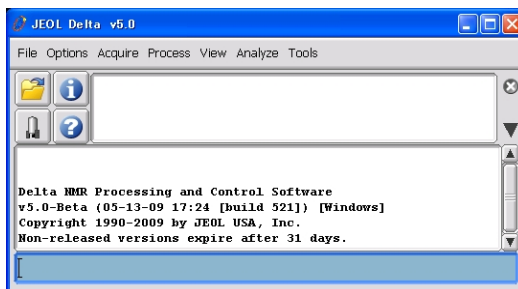 JEOL Delta v5.0
File Options Acquire Process View Analyze Tools
Delta NMR Processing and Control Software
v5.0-Beta (05-13-09 17:24 [build 521]) [Windows]
Copyright 1990-2009 by JEOL USA, Inc.
Non-released versions expire after 31 days.